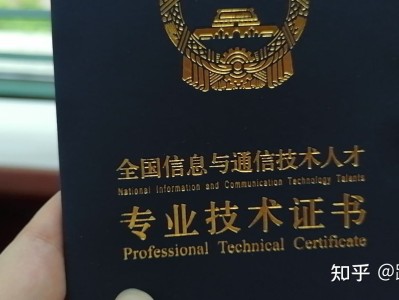 全国信息与通信技术人才
National Information and Communication Technology Talents
专业技术证书
Professional Technical Certificate
知乎 @